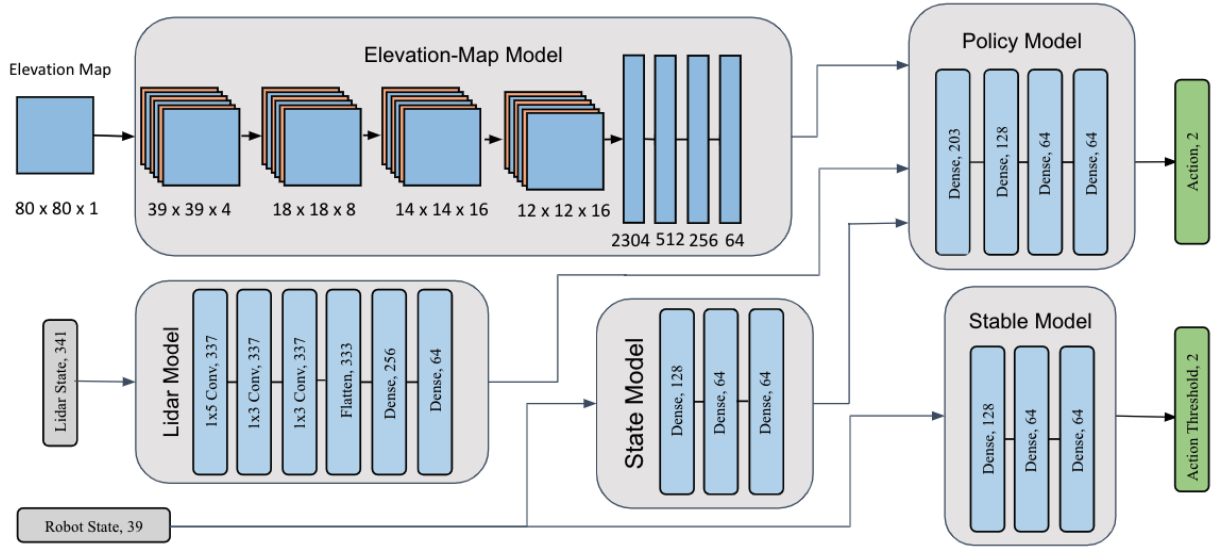 Elevation Map
80 x 80 x 1
Elevation-Map Model
39 x 39 x 4
18 x 18 x 8
14 x 14 x 16
12 x 12 x 16
2304
512
256
64
Policy Model
Dense, 203
Dense, 128
Dense, 64
Dense, 64
Action, 2
Lidar State, 341
Lidar Model
1x5 Conv, 337
1x3 Conv, 337
1x3 Conv, 337
Flatten, 333
Dense, 256
Dense, 64
State Model
Dense, 128
Dense, 64
Dense, 64
Stable Model
Dense, 128
Dense, 64
Dense, 64
Action Threshold, 2
Robot State, 39